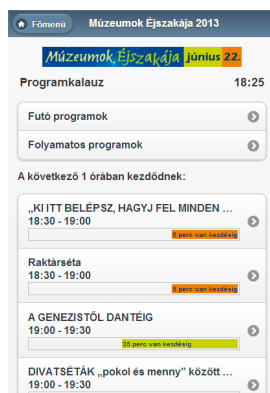 Főmenü
Múzeumok Éjszakája 2013
Múzeumok Éjszakája június 22.
Programkalauz 18:25
Futó programok
Folyamatos programok
A következő 1 órában kezdődnek:
„KI ITT BELÉPSZ, HAGYJ FEL MINDEN ...
18:30 - 19:00
5 perc van kezdésig
Raktárséta
18:30 - 19:00
5 perc van kezdésig
A GENEZISTŐL DANTÉIG
19:00 - 19:30
35 perc van kezdésig
DIVATSÉTÁK „pokol és menny” között ...
19:00 - 19:30